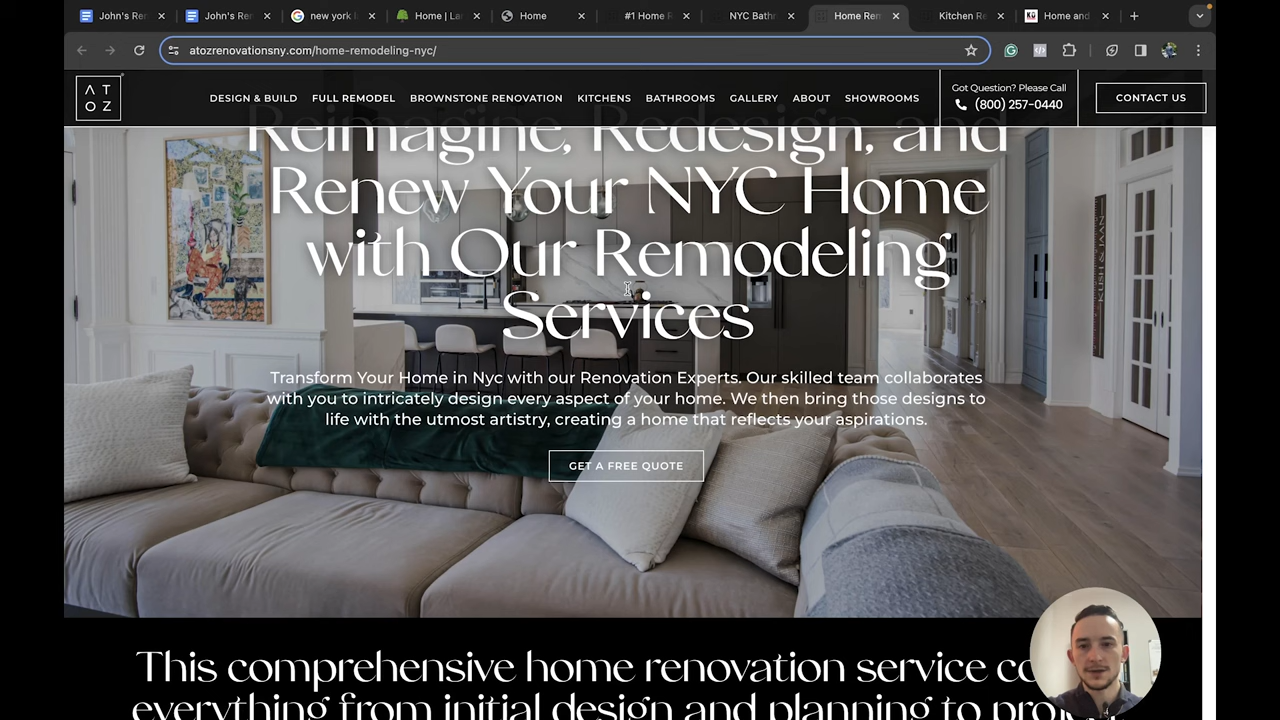 John's Re
John's Re
new york
Home | La
Home
#1 Home R
NYC Bathr
Home Rem
Kitchen Re
Home and
atozrenovationsny.com/home-remodeling-nyc/
A T
O Z
DESIGN & BUILD
FULL REMODEL
BROWNSTONE RENOVATION
KITCHENS
BATHROOMS
GALLERY
ABOUT
SHOWROOMS
Got Question? Please Call
(800) 257-0440
CONTACT US
Reimagine, Redesign, and
Renew Your NYC Home
with Our Remodeling
Services
Transform Your Home in Nyc with our Renovation Experts. Our skilled team collaborates
with you to intricately design every aspect of your home. We then bring those designs to
life with the utmost artistry, creating a home that reflects your aspirations.
GET A FREE QUOTE
This comprehensive home renovation service co
everything from initial design and planning to